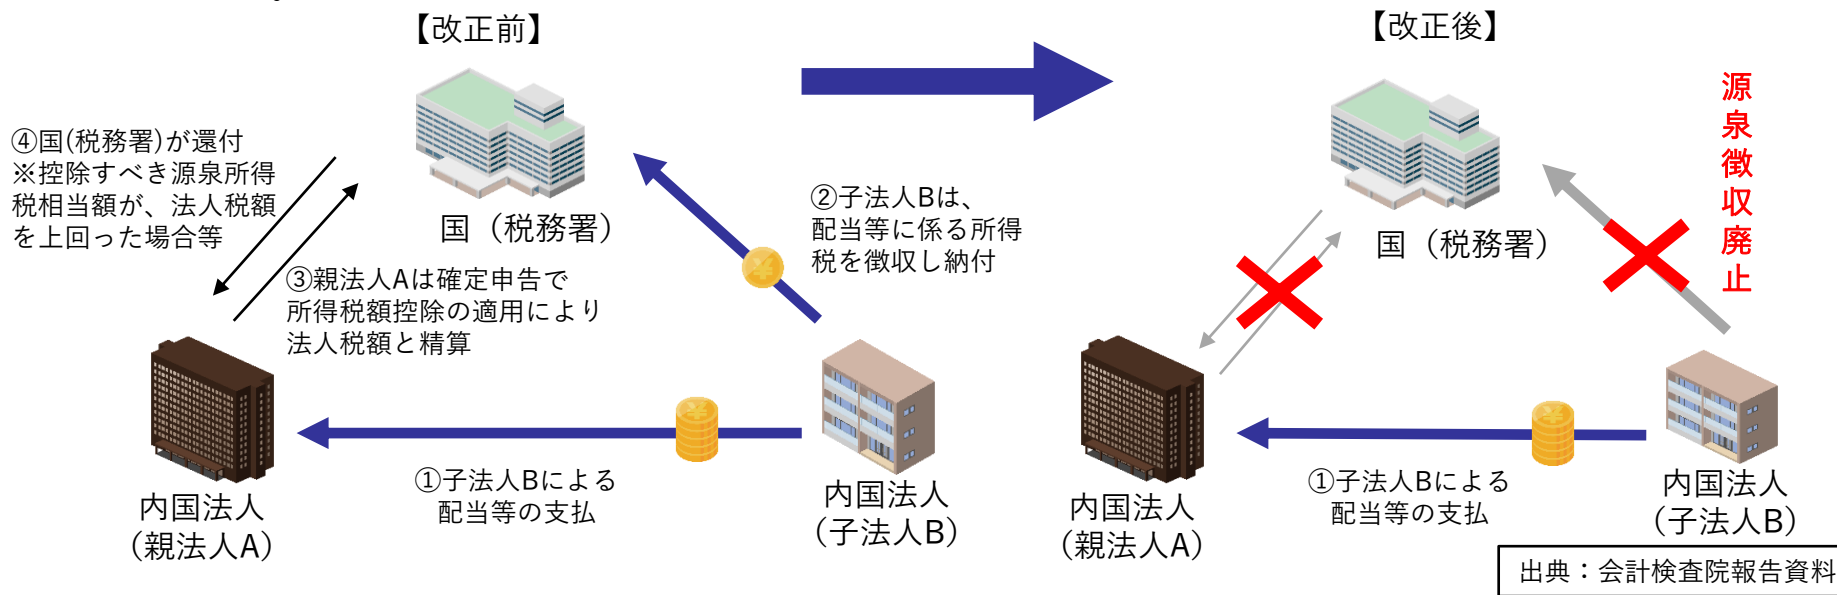 【改正前】
④国(税務署)が還付
※控除すべき源泉所得
税相当額が、法人税額
を上回った場合等
国（税務署）
②子法人Bは、
配当等に係る所得
税を徴収し納付
③親法人Aは確定申告で
所得税額控除の適用により
法人税額と精算
①子法人Bによる
配当等の支払
内国法人
（親法人A）
内国法人
（子法人B）
【改正後】
源泉徴収廃止
国（税務署）
①子法人Bによる
配当等の支払
内国法人
（親法人A）
内国法人
（子法人B）
出典：会計検査院報告資料